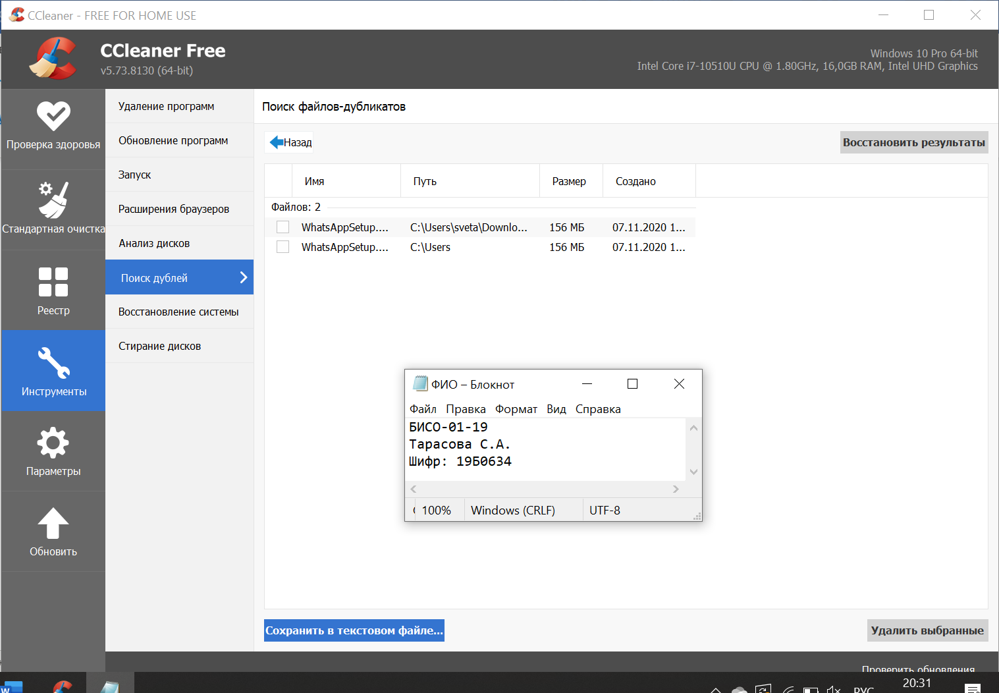 CCleaner - FREE FOR HOME USE
CCleaner Free
v5.73.8130 (64-bit)
Windows 10 Pro 64-bit
Intel Core i7-10510U CPU @ 1.80GHz, 16,0GB RAM, Intel UHD Graphics
Проверка здоровья
Стандартная очистка
Реестр
Инструменты
Параметры
Обновить
Удаление программ
Обновление программ
Запуск
Расширения браузеров
Анализ дисков
Поиск дублей
Восстановление системы
Стирание дисков
Поиск файлов-дубликатов
Назад
Восстановить результаты
Имя Путь Размер Создано
Файлов: 2
WhatsAppSetup.... C:\Users\sveta\Downlo... 156 МБ 07.11.2020 1...
WhatsAppSetup.... C:\Users 156 МБ 07.11.2020 1...
ФИО – Блокнот
Файл Правка Формат Вид Справка
БИСО-01-19
Тарасова С.А.
Шифр: 19Б0634
100% Windows (CRLF) UTF-8
Сохранить в текстовом файле...
Удалить выбранные
Проверить обновления
W
РУС
20:31